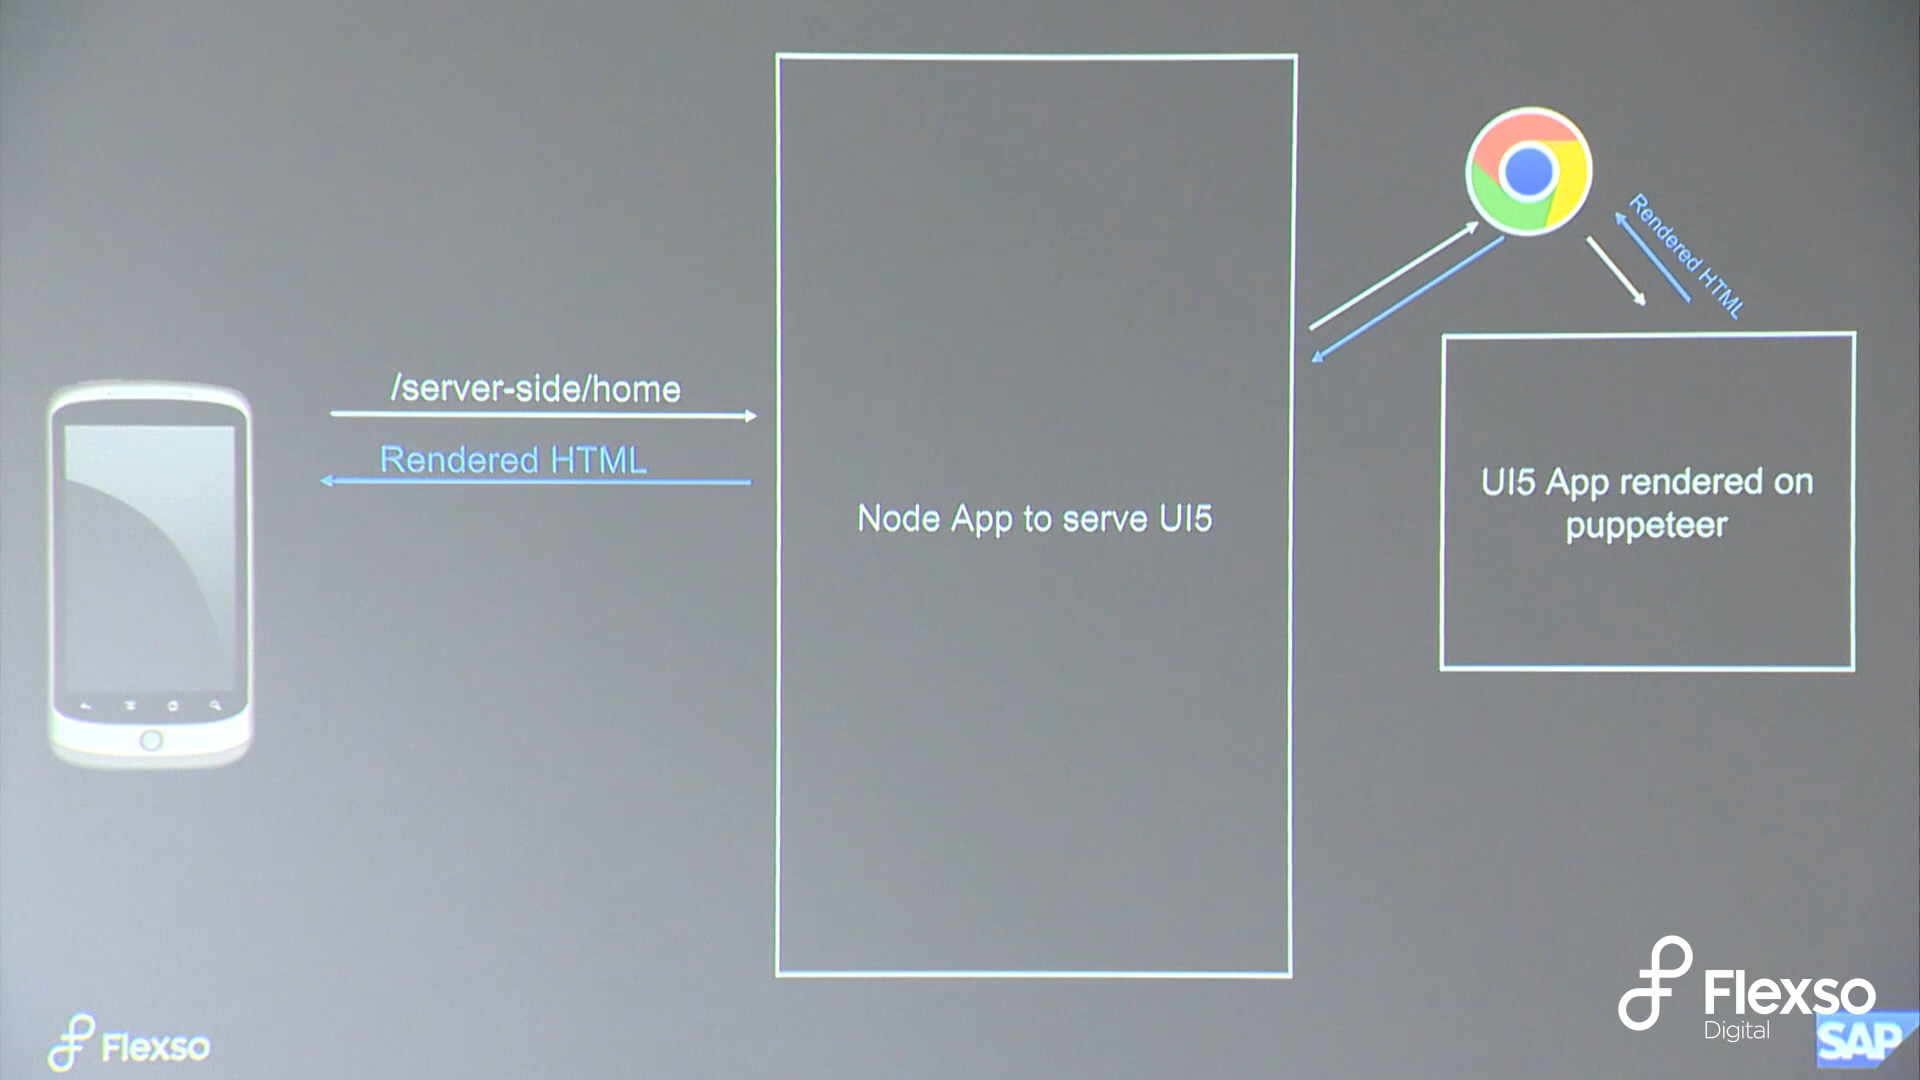 /server-side/home
Rendered HTML
Node App to serve UI5
Rendered HTML
UI5 App rendered on
puppeteer
Flexso
Flexso
Digital
SAP